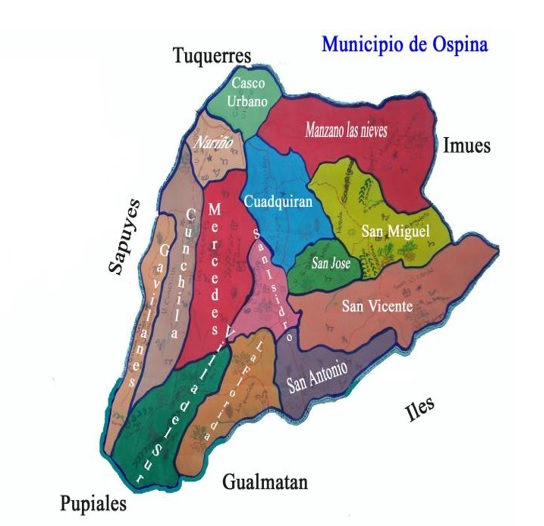 Municipio de Ospina
Tuquerres
Casco
Urbano
Nariño
Manzano las nieves
Imues
Sapuyes
Gavilanes
Cunchila
Mercedes
Cuadquiran
San Isidro
San Miguel
San Jose
San Vicente
San Antonio
Villa del Sur
La Florida
Iles
Gualmatan
Pupiales